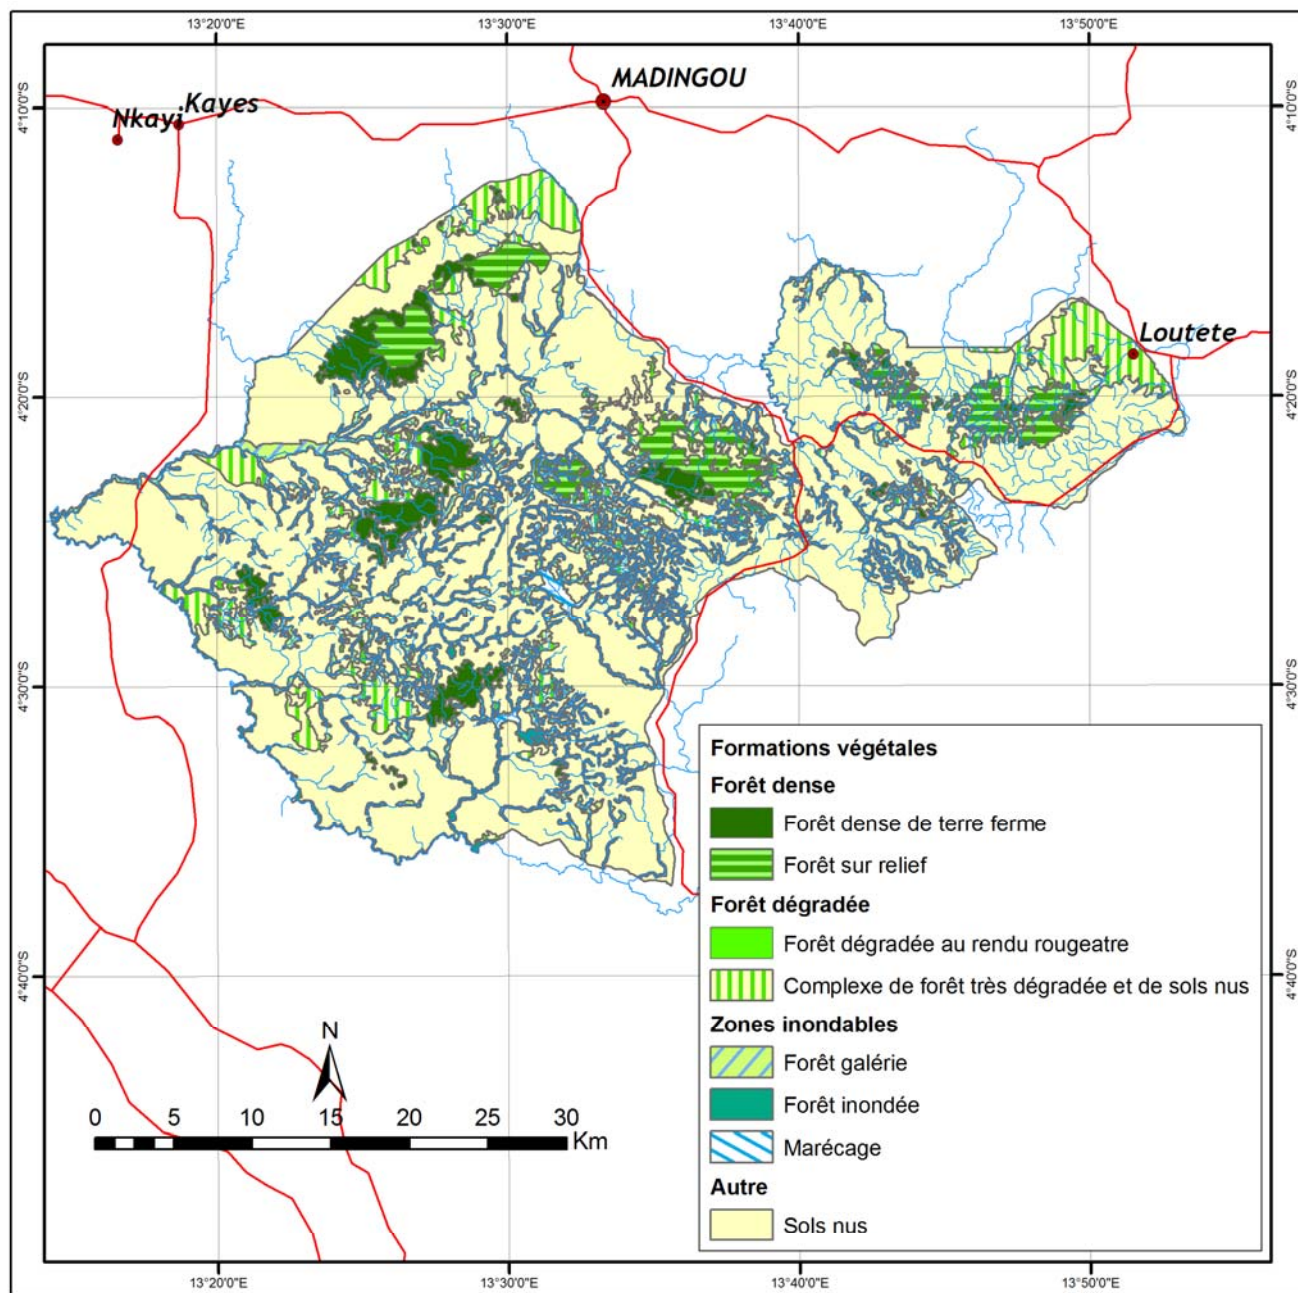 13°20'0"E 13°30'0"E 13°40'0"E 13°50'0"E
4°10'0"S 4°10'0"S
MADINGOU
Kayes
Nkayi
Loutete
4°20'0"S 4°20'0"S
4°30'0"S 4°30'0"S
4°40'0"S 4°40'0"S
Formations végétales
Forêt dense
Forêt dense de terre ferme
Forêt sur relief
Forêt dégradée
Forêt dégradée au rendu rougeatre
Complexe de forêt très dégradée et de sols nus
Zones inondables
Forêt galérie
Forêt inondée
Marécage
Autre
Sols nus
N
0 5 10 15 20 25 30
Km
13°20'0"E 13°30'0"E 13°40'0"E 13°50'0"E